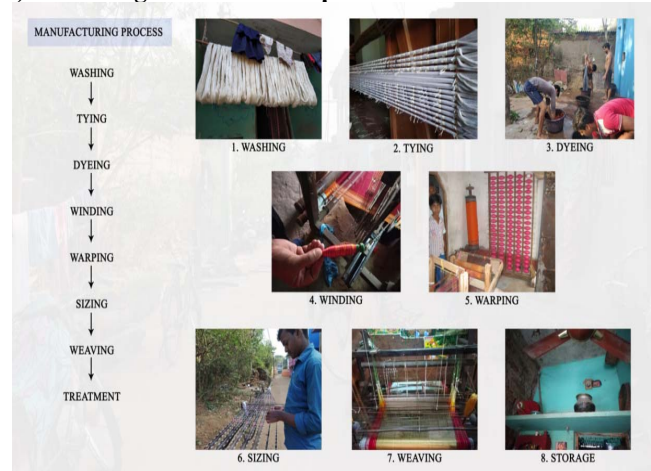 MANUFACTURING PROCESS
WASHING
TYING
DYEING
WINDING
WARPING
SIZING
WEAVING
TREATMENT
1. WASHING
2. TYING
3. DYEING
4. WINDING
5. WARPING
6. SIZING
7. WEAVING
8. STORAGE